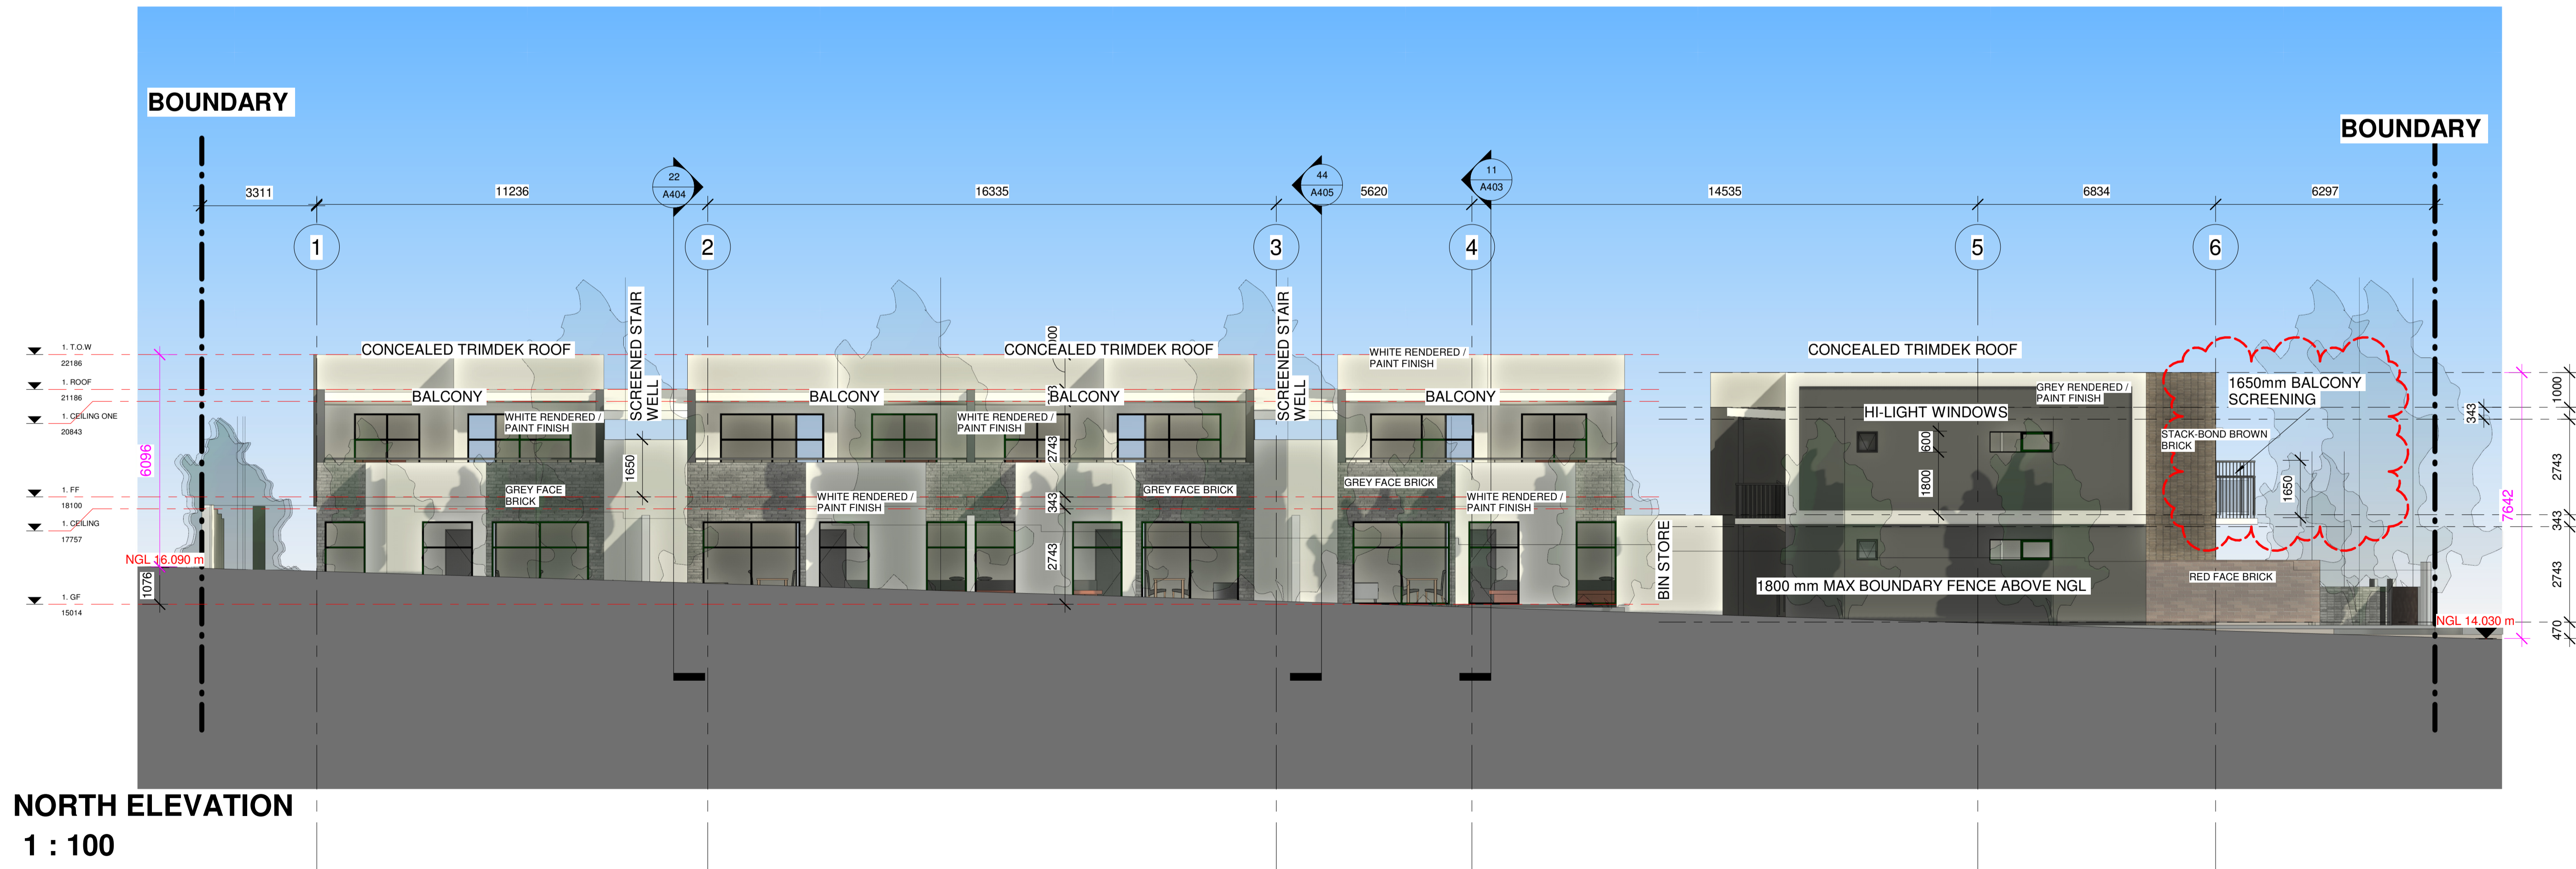 BOUNDARY
BOUNDARY
3311
11236
22
A404
16335
44
A405
5620
11
A403
14535
6834
6297
1
2
3
4
5
6
SCREENED STAIR
WELL
SCREENED STAIR
WELL
1. T.O.W
22186
1. ROOF
21186
1. CEILING ONE
20843
1. FF
18100
1. CEILING
17757
NGL 16.090 m
1. GF
15014
6096
1076
CONCEALED TRIMDEK ROOF
CONCEALED TRIMDEK ROOF
WHITE RENDERED /
PAINT FINISH
CONCEALED TRIMDEK ROOF
BALCONY
BALCONY
BALCONY
BALCONY
WHITE RENDERED /
PAINT FINISH
WHITE RENDERED /
PAINT FINISH
1650
2743
343
2743
GREY FACE
BRICK
WHITE RENDERED /
PAINT FINISH
GREY FACE BRICK
GREY FACE BRICK
WHITE RENDERED /
PAINT FINISH
BIN STORE
GREY RENDERED /
PAINT FINISH
HI-LIGHT WINDOWS
600
1800
1650mm BALCONY
SCREENING
STACK-BOND BROWN
BRICK
1650
1800 mm MAX BOUNDARY FENCE ABOVE NGL
RED FACE BRICK
NGL 14.030 m
7642
1000
343
2743
343
2743
470
NORTH ELEVATION
1 : 100